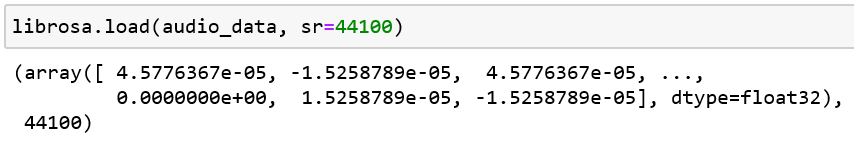 librosa.load(audio_data, sr=44100)
(array([ 4.5776367e-05, -1.5258789e-05,  4.5776367e-05, ...,
         0.0000000e+00,  1.5258789e-05, -1.5258789e-05], dtype=float32),
 44100)